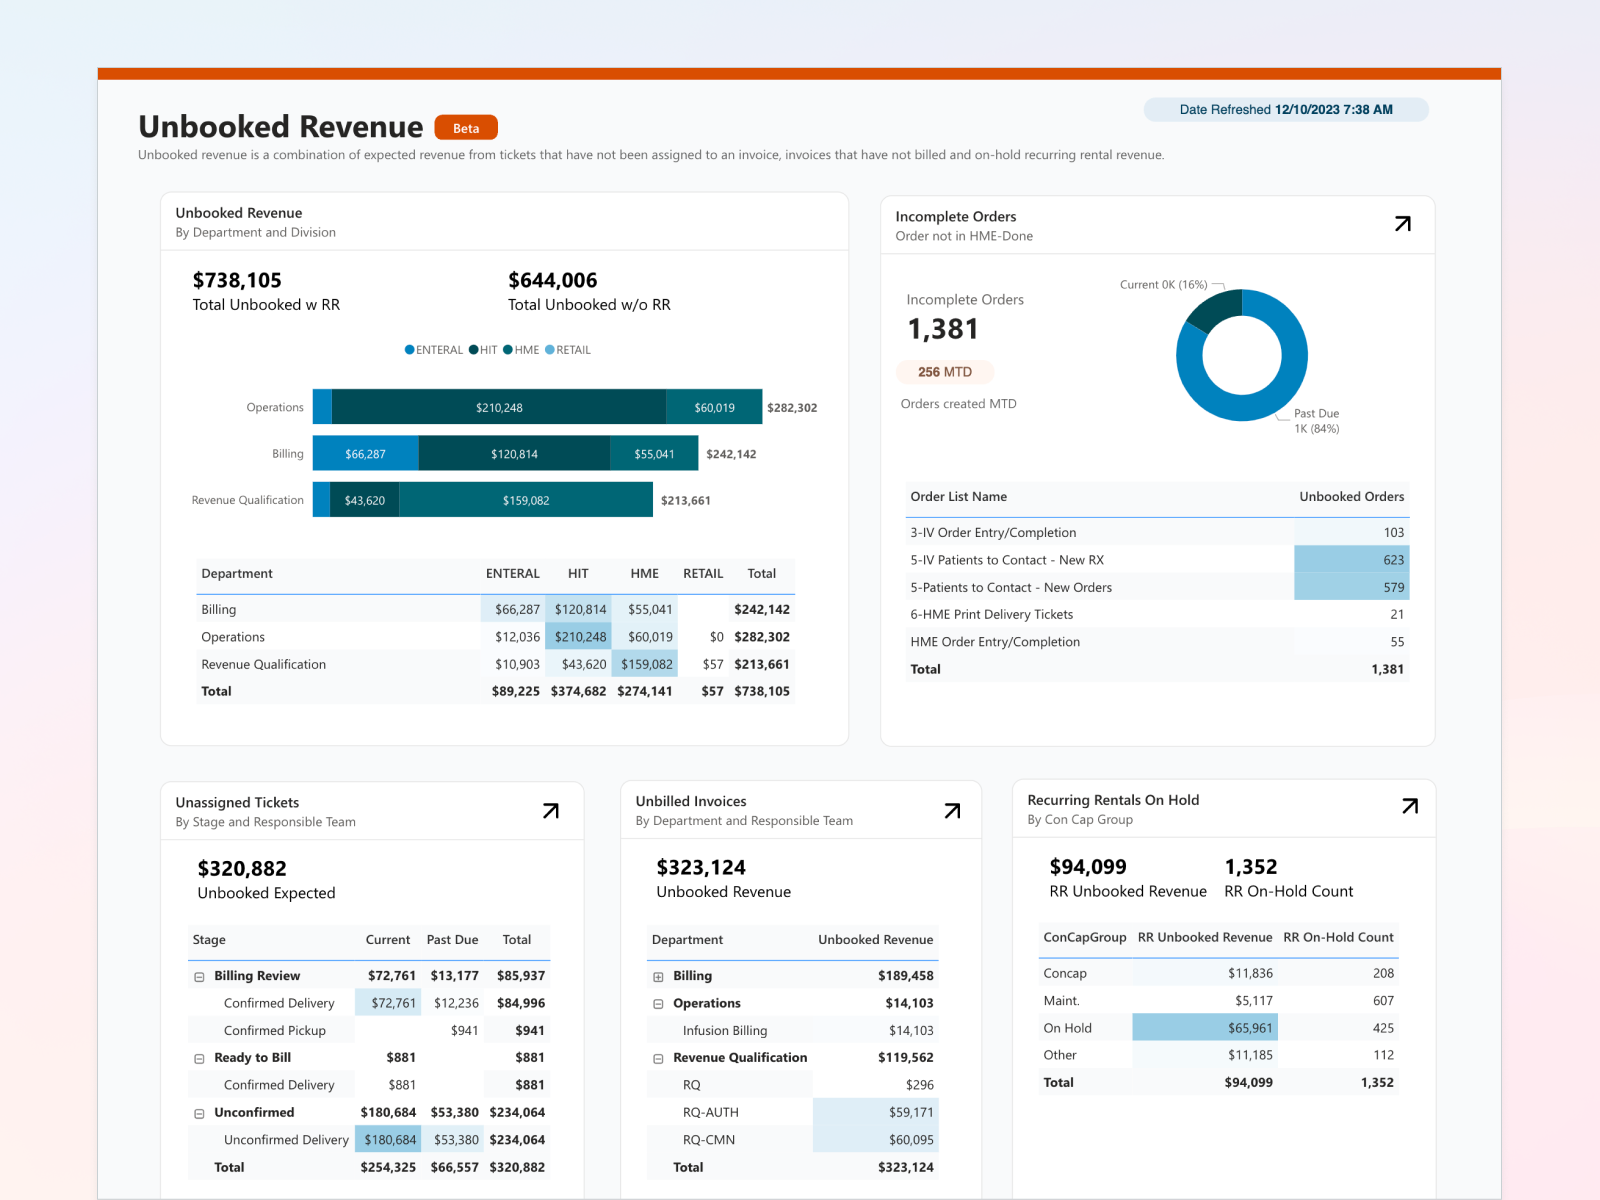 Date Refreshed 12/10/2023 7:38 AM
Unbooked Revenue Beta
Unbooked revenue is a combination of expected revenue from tickets that have not been assigned to an invoice, invoices that have not billed and on-hold recurring rental revenue.
Unbooked Revenue
By Department and Division
$738,105 $644,006
Total Unbooked w RR Total Unbooked w/o RR
ENTERAL HIT HME RETAIL
Operations $210,248 $60,019 $282,302
Billing $66,287 $120,814 $55,041 $242,142
Revenue Qualification $43,620 $159,082 $213,661
Department ENTERAL HIT HME RETAIL Total
Billing $66,287 $120,814 $55,041 $242,142
Operations $12,036 $210,248 $60,019 $0 $282,302
Revenue Qualification $10,903 $43,620 $159,082 $57 $213,661
Total $89,225 $374,682 $274,141 $57 $738,105
Incomplete Orders
Order not in HME-Done
Incomplete Orders
1,381
256 MTD
Orders created MTD
Current 0K (16%)
Past Due
1K (84%)
Order List Name Unbooked Orders
3-IV Order Entry/Completion 103
5-IV Patients to Contact - New RX 623
5-Patients to Contact - New Orders 579
6-HME Print Delivery Tickets 21
HME Order Entry/Completion 55
Total 1,381
Unassigned Tickets
By Stage and Responsible Team
$320,882
Unbooked Expected
Stage Current Past Due Total
Billing Review $72,761 $13,177 $85,937
Confirmed Delivery $72,761 $12,236 $84,996
Confirmed Pickup $941 $941
Ready to Bill $881 $881
Confirmed Delivery $881 $881
Unconfirmed $180,684 $53,380 $234,064
Unconfirmed Delivery $180,684 $53,380 $234,064
Total $254,325 $66,557 $320,882
Unbilled Invoices
By Department and Responsible Team
$323,124
Unbooked Revenue
Department Unbooked Revenue
Billing $189,458
Operations $14,103
Infusion Billing $14,103
Revenue Qualification $119,562
RQ $296
RQ-AUTH $59,171
RQ-CMN $60,095
Total $323,124
Recurring Rentals On Hold
By Con Cap Group
$94,099 1,352
RR Unbooked Revenue RR On-Hold Count
ConCapGroup RR Unbooked Revenue RR On-Hold Count
Concap $11,836 208
Maint. $5,117 607
On Hold $65,961 425
Other $11,185 112
Total $94,099 1,352